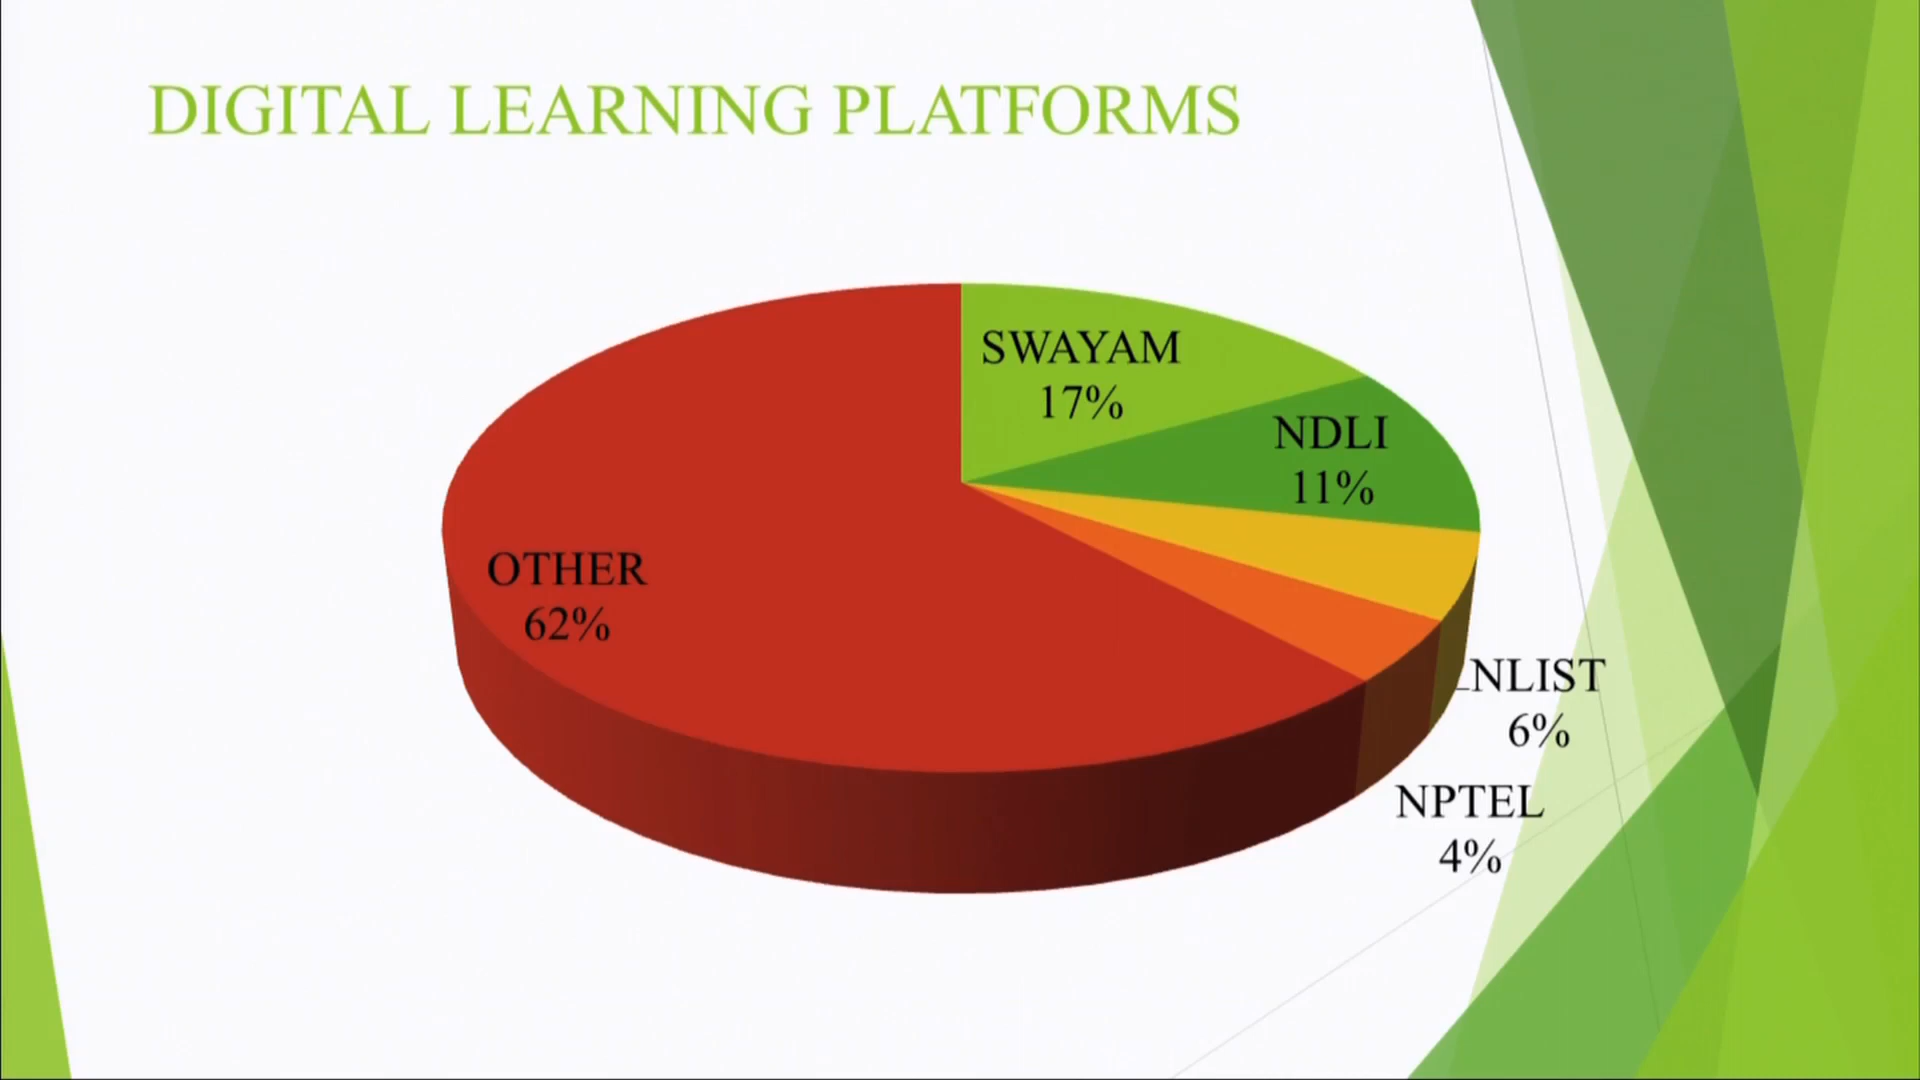 DIGITAL LEARNING PLATFORMS
SWAYAM
17%
NDLI
11%
OTHER
62%
NLIST
6%
NPTEL
4%